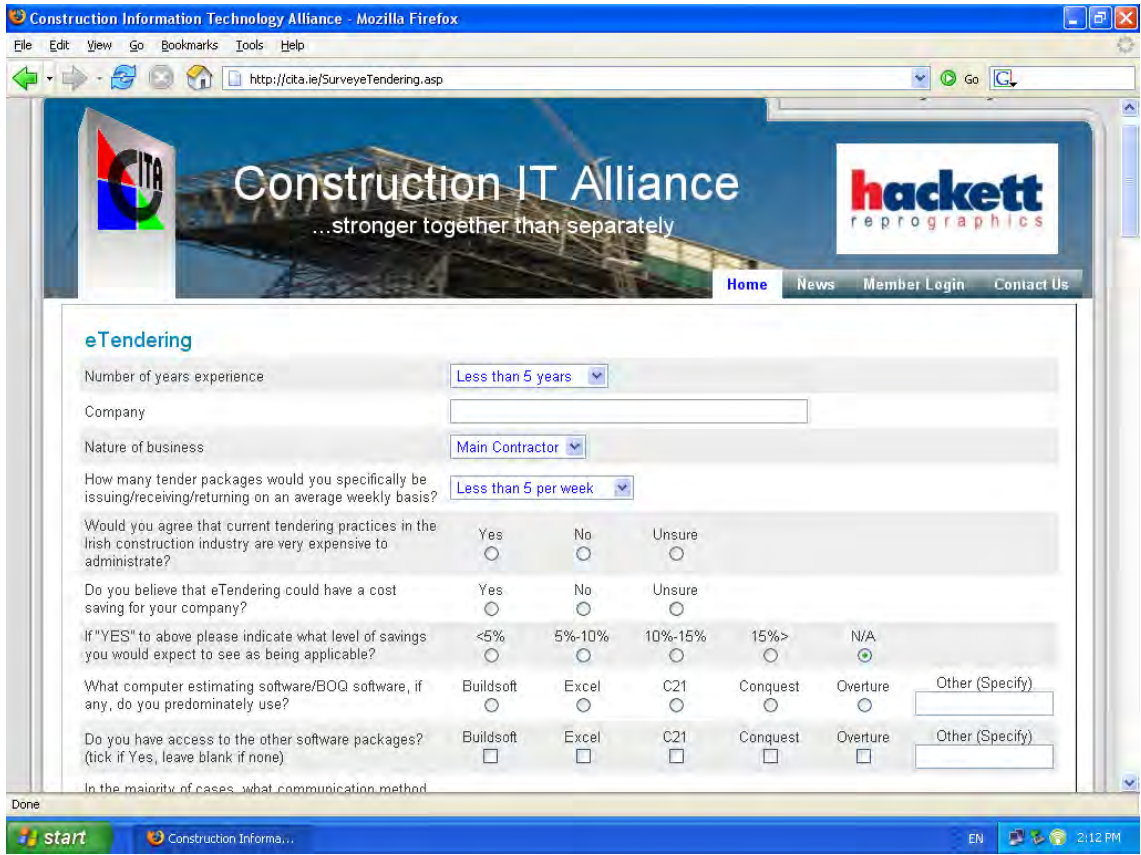 Construction Information Technology Alliance - Mozilla Firefox
File Edit View Go Bookmarks Tools Help
http://cita.ie/SurveyeTendering.asp Go G
CITA
Construction IT Alliance
...stronger together than separately
hackett
reprographics
Home News Member Login Contact Us
eTendering
Number of years experience Less than 5 years
Company
Nature of business Main Contractor
How many tender packages would you specifically be
issuing/receiving/returning on an average weekly basis? Less than 5 per week
Would you agree that current tendering practices in the
Irish construction industry are very expensive to
administrate?
Yes No Unsure
Do you believe that eTendering could have a cost
saving for your company?
Yes No Unsure
If "YES" to above please indicate what level of savings
you would expect to see as being applicable?
<5% 5%-10% 10%-15% 15%> N/A
What computer estimating software/BOQ software, if
any, do you predominately use?
Buildsoft Excel C21 Conquest Overture Other (Specify)
Do you have access to the other software packages?
(tick if Yes, leave blank if none)
Buildsoft Excel C21 Conquest Overture Other (Specify)
In the majority of cases, what communication method
Done
start Construction Informa... EN 2:12 PM